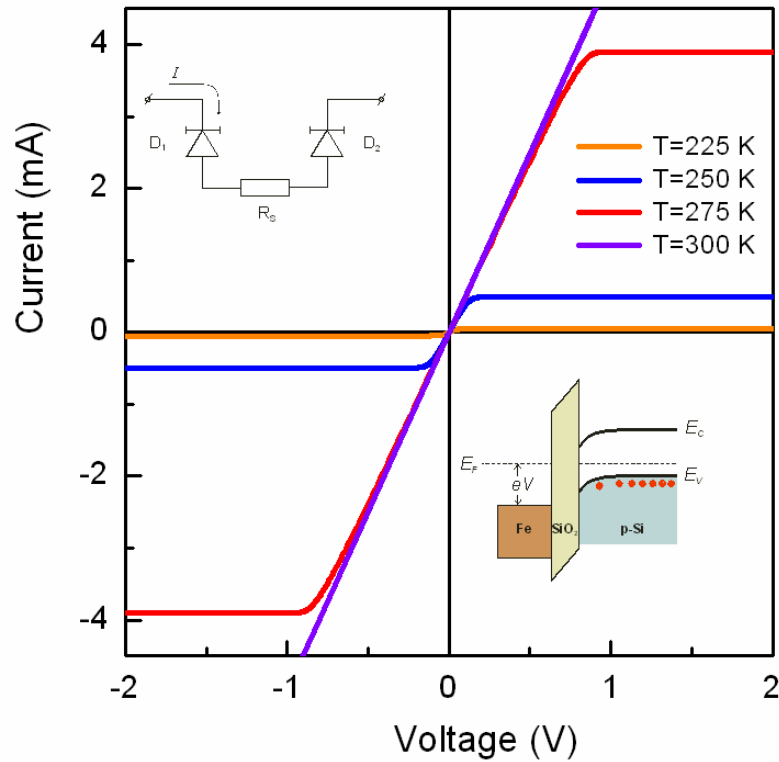 4
2
0
-2
-4
Current (mA)
-2
-1
0
1
2
Voltage (V)
I
D1
D2
RS
T=225 K
T=250 K
T=275 K
T=300 K
EC
EF
eV
EV
Fe
SiO2
p-Si